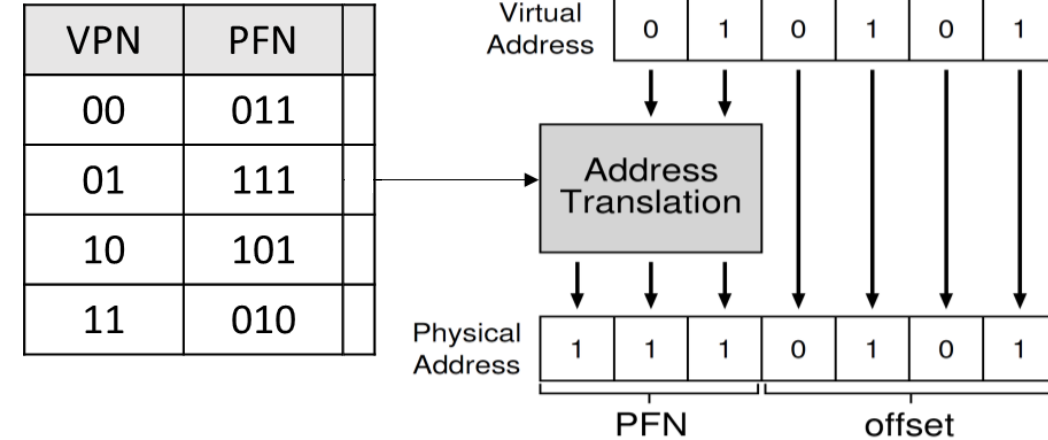 VPN PFN
00 011
01 111
10 101
11 010
Virtual
Address
0 1 0 1 0 1
Address
Translation
Physical
Address
1 1 1 0 1 0 1
PFN offset